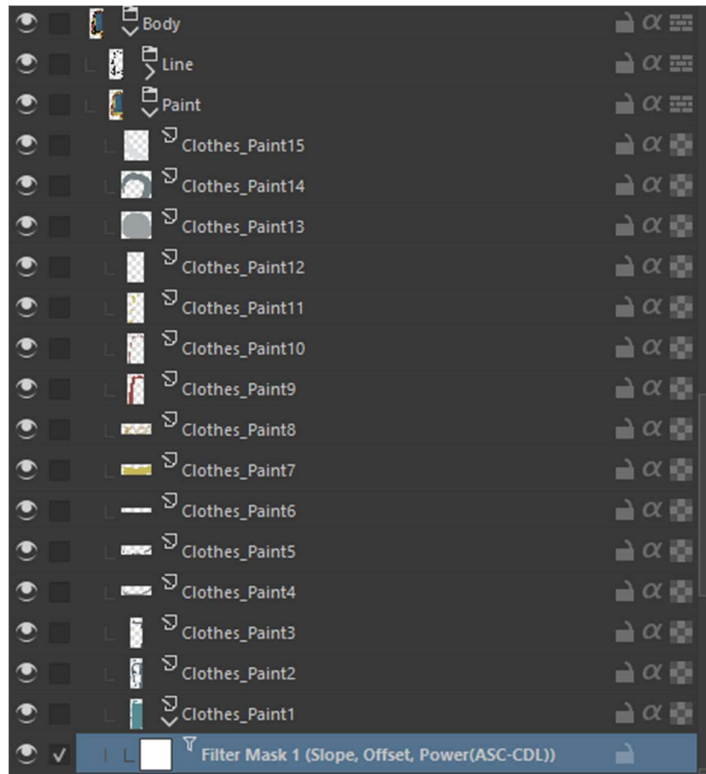 Body
Line
Paint
Clothes_Paint15
Clothes_Paint14
Clothes_Paint13
Clothes_Paint12
Clothes_Paint11
Clothes_Paint10
Clothes_Paint9
Clothes_Paint8
Clothes_Paint7
Clothes_Paint6
Clothes_Paint5
Clothes_Paint4
Clothes_Paint3
Clothes_Paint2
Clothes_Paint1
Filter Mask 1 (Slope, Offset, Power(ASC-CDL))